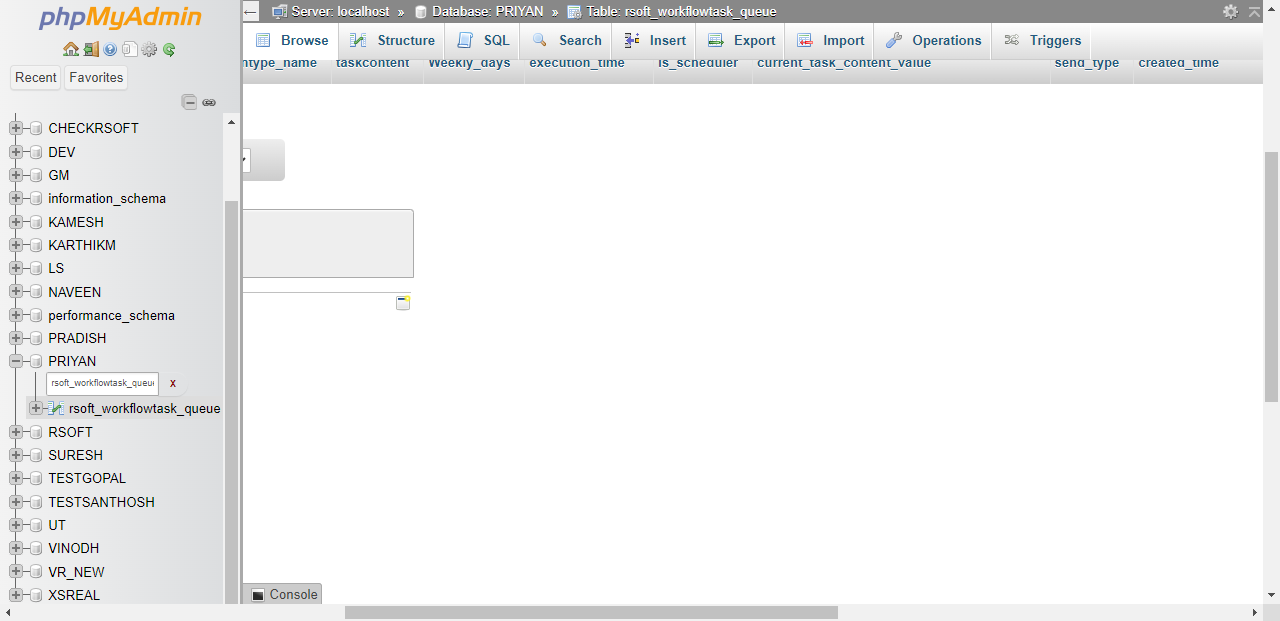 phpMyAdmin
Recent
Favorites
CHECKRSOFT
DEV
GM
information_schema
KAMESH
KARTHIKM
LS
NAVEEN
performance_schema
PRADISH
PRIYAN
rsoft_workflowtask_queu
x
rsoft_workflowtask_queue
RSOFT
SURESH
TESTGOPAL
TESTSANTHOSH
UT
VINODH
VR_NEW
XSREAL
Server: localhost » Database: PRIYAN » Table: rsoft_workflowtask_queue
Browse Structure SQL Search Insert Export Import Operations Triggers
ntype_name taskcontent Weekly_days execution_time is_scheduler current_task_content_value send_type created_time
Console